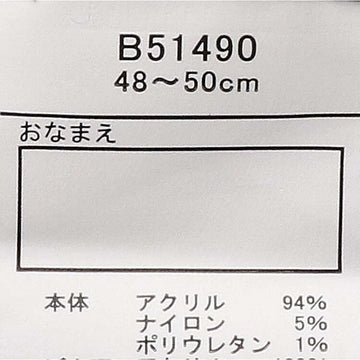 B51490
48～50cm
おなまえ
本体 アクリル 94%
ナイロン 5%
ポリウレタン 1%